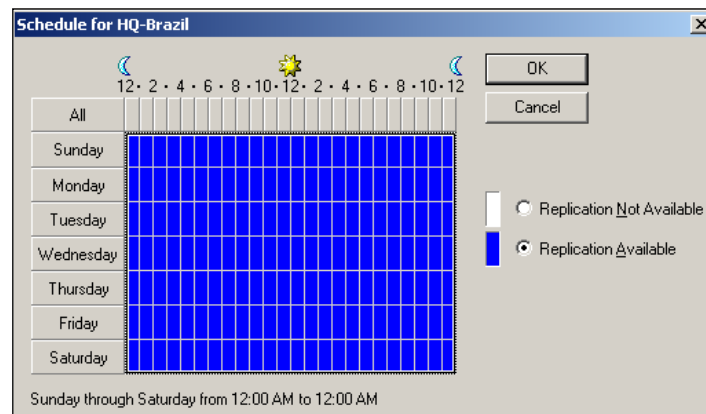 Schedule for HQ-Brazil
12 · 2 · 4 · 6 · 8 · 10 · 12 · 2 · 4 · 6 · 8 · 10 · 12
All
Sunday
Monday
Tuesday
Wednesday
Thursday
Friday
Saturday
Sunday through Saturday from 12:00 AM to 12:00 AM
OK
Cancel
Replication Not Available
Replication Available